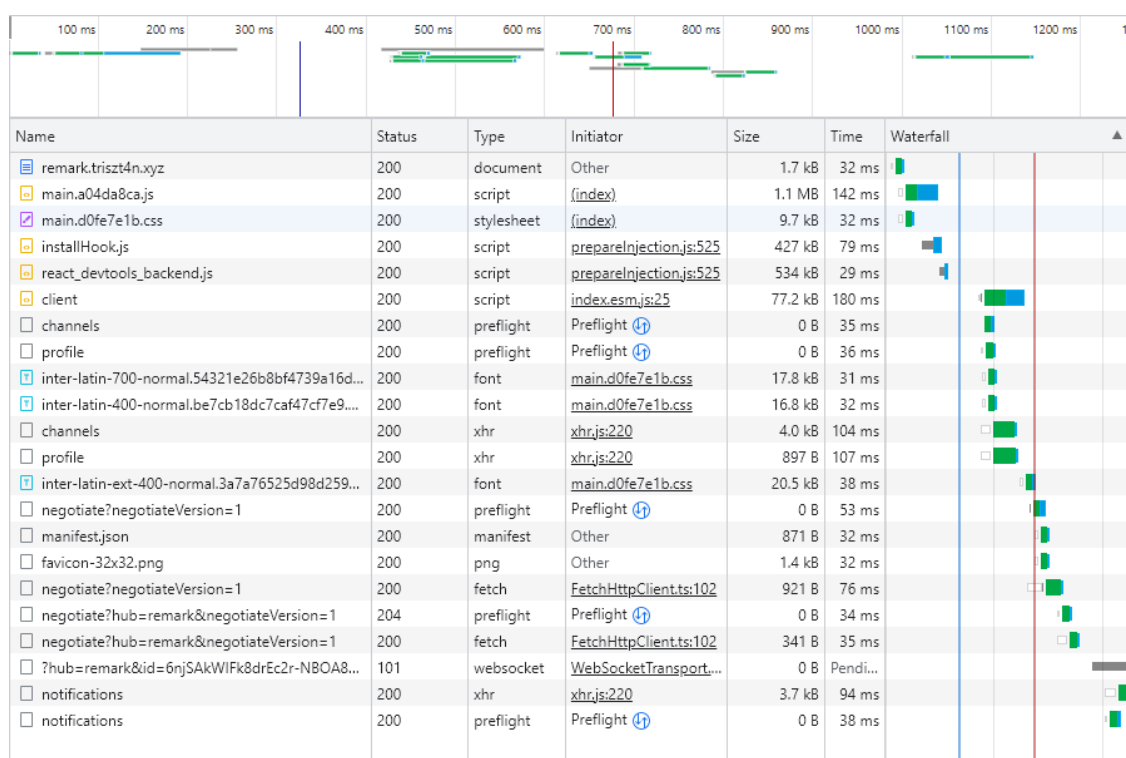 100 ms 200 ms 300 ms 400 ms 500 ms 600 ms 700 ms 800 ms 900 ms 1000 ms 1100 ms 1200 ms 1
Name Status Type Initiator Size Time Waterfall
remark.triszt4n.xyz 200 document Other 1.7 kB 32 ms
main.a04da8ca.js 200 script (index) 1.1 MB 142 ms
main.d0fe7e1b.css 200 stylesheet (index) 9.7 kB 32 ms
installHook.js 200 script prepareInjection.js:525 427 kB 79 ms
react_devtools_backend.js 200 script prepareInjection.js:525 534 kB 29 ms
client 200 script index.esm.js:25 77.2 kB 180 ms
channels 200 preflight Preflight 0 B 35 ms
profile 200 preflight Preflight 0 B 36 ms
inter-latin-700-normal.54321e26b8bf4739a16d... 200 font main.d0fe7e1b.css 17.8 kB 31 ms
inter-latin-400-normal.be7cb18dc7caf47cf7e9.... 200 font main.d0fe7e1b.css 16.8 kB 32 ms
channels 200 xhr xhr.js:220 4.0 kB 104 ms
profile 200 xhr xhr.js:220 897 B 107 ms
inter-latin-ext-400-normal.3a7a76525d98d259... 200 font main.d0fe7e1b.css 20.5 kB 38 ms
negotiate?negotiateVersion=1 200 preflight Preflight 0 B 53 ms
manifest.json 200 manifest Other 871 B 32 ms
favicon-32x32.png 200 png Other 1.4 kB 32 ms
negotiate?negotiateVersion=1 200 fetch FetchHttpClient.ts:102 921 B 76 ms
negotiate?hub=remark&negotiateVersion=1 204 preflight Preflight 0 B 34 ms
negotiate?hub=remark&negotiateVersion=1 200 fetch FetchHttpClient.ts:102 341 B 35 ms
?hub=remark&id=6njSAkWIFk8drEc2r-NBOA8... 101 websocket WebSocketTransport.... 0 B Pendi...
notifications 200 xhr xhr.js:220 3.7 kB 94 ms
notifications 200 preflight Preflight 0 B 38 ms